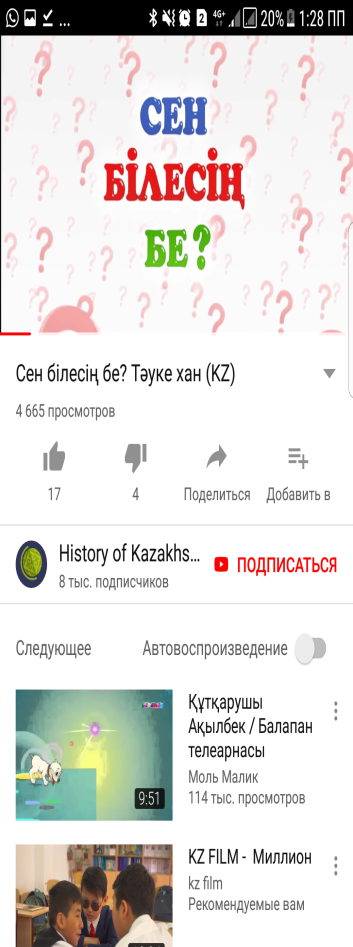 ... 2 4G+ 20% 1:28 ПП
СЕН
БІЛЕСІҢ
БЕ?
Сен білесің бе? Тәуке хан (KZ)
4 665 просмотров
17 4 Поделиться Добавить в
History of Kazakhs... ПОДПИСАТЬСЯ
8 тыс. подписчиков
Следующее Автовоспроизведение
Құтқарушы
Ақылбек / Балапан
телеарнасы
Моль Малик
114 тыс. просмотров
9:51
KZ FILM - Миллион
kz film
Рекомендуемые вам